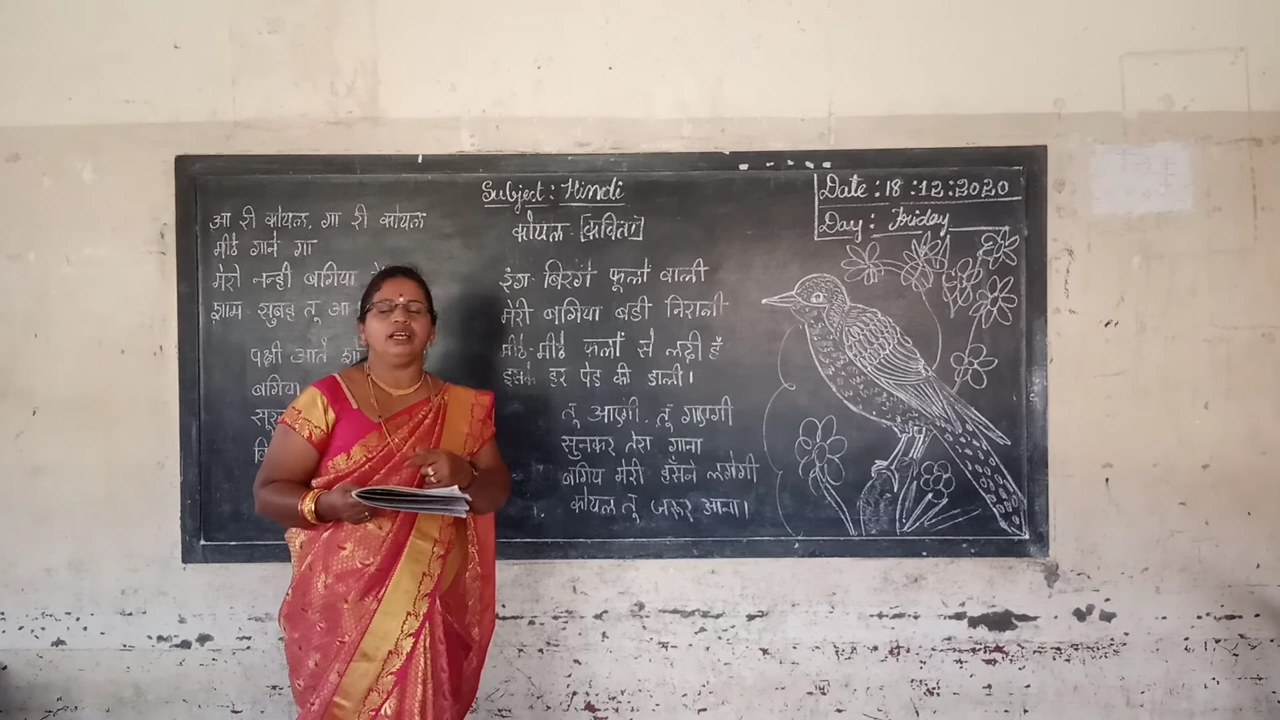 Subject : Hindi
Date : 18 :12:2020
Day : Friday
कोयल [कविता]
आ री कोयल, गा री कोयल
मीठे गाने गा
मेरी नन्ही बगिया
शाम सुबह तू आ
पक्षी आते
बगिया
इंग- बिरंगे फूलों वाली
मेरी बगिया बडी निराली
मीठे-मीठे फलों से लदी हैं
इसके हर पेड की डाली।
तू आएगी, तू गाएगी
सुनकर तेरा गाना
बगिय मेरी हँसने लगेगी
कोयल तू जरूर आना।